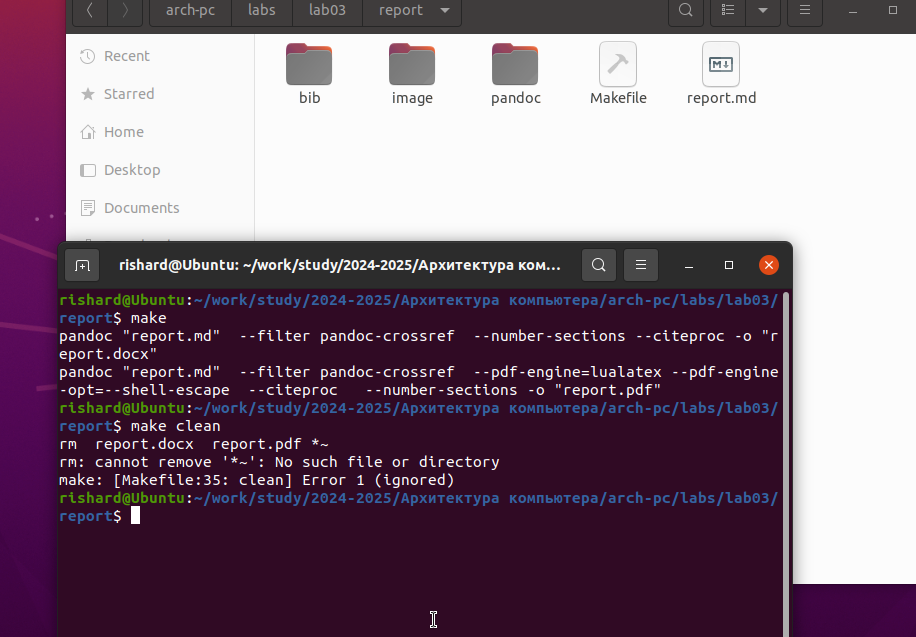 arch-pc labs lab03 report
Recent
Starred
Home
Desktop
Documents
bib image pandoc Makefile report.md
rishard@Ubuntu: ~/work/study/2024-2025/Архитектура ком...
rishard@Ubuntu:~/work/study/2024-2025/Архитектура компьютера/arch-pc/labs/lab03/
report$ make
pandoc "report.md"  --filter pandoc-crossref  --number-sections --citeproc -o "r
eport.docx"
pandoc "report.md"  --filter pandoc-crossref  --pdf-engine=lualatex --pdf-engine
-opt=--shell-escape  --citeproc   --number-sections -o "report.pdf"
rishard@Ubuntu:~/work/study/2024-2025/Архитектура компьютера/arch-pc/labs/lab03/
report$ make clean
rm  report.docx  report.pdf *~
rm: cannot remove '*~': No such file or directory
make: [Makefile:35: clean] Error 1 (ignored)
rishard@Ubuntu:~/work/study/2024-2025/Архитектура компьютера/arch-pc/labs/lab03/
report$